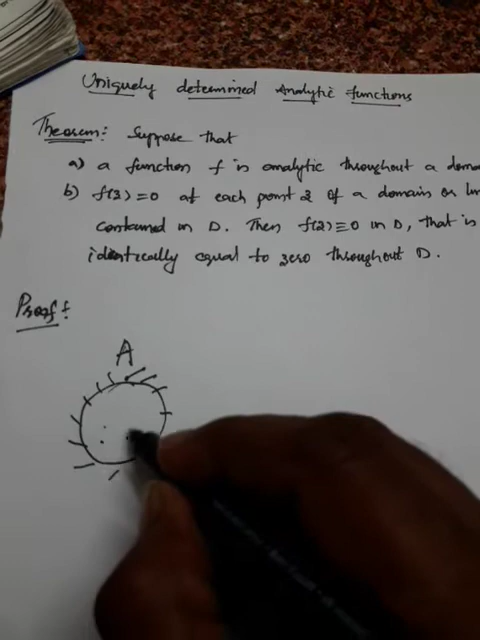 Uniquely determined Analytic functions
Theorem: Suppose that
a) a function f is analytic throughout a doma
b) f(z) = 0 at each point z of a domain or lin
contained in D. Then f(z) ≡ 0 in D, that is
identically equal to zero throughout D.
Proof:
A